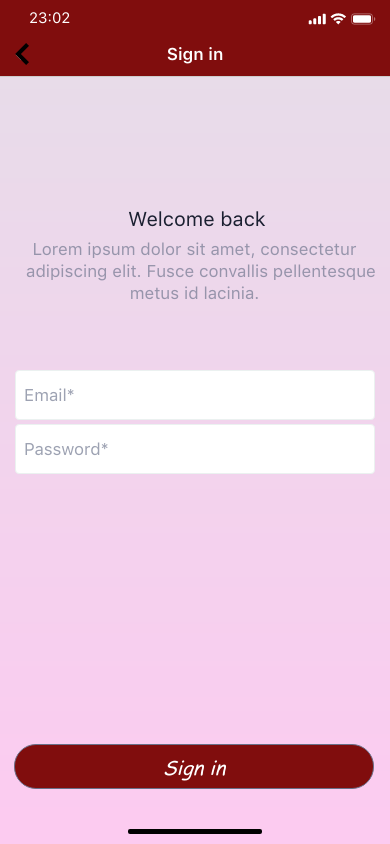 23:02
Sign in
Welcome back
Lorem ipsum dolor sit amet, consectetur
adipiscing elit. Fusce convallis pellentesque
metus id lacinia.
Email*
Password*
Sign in